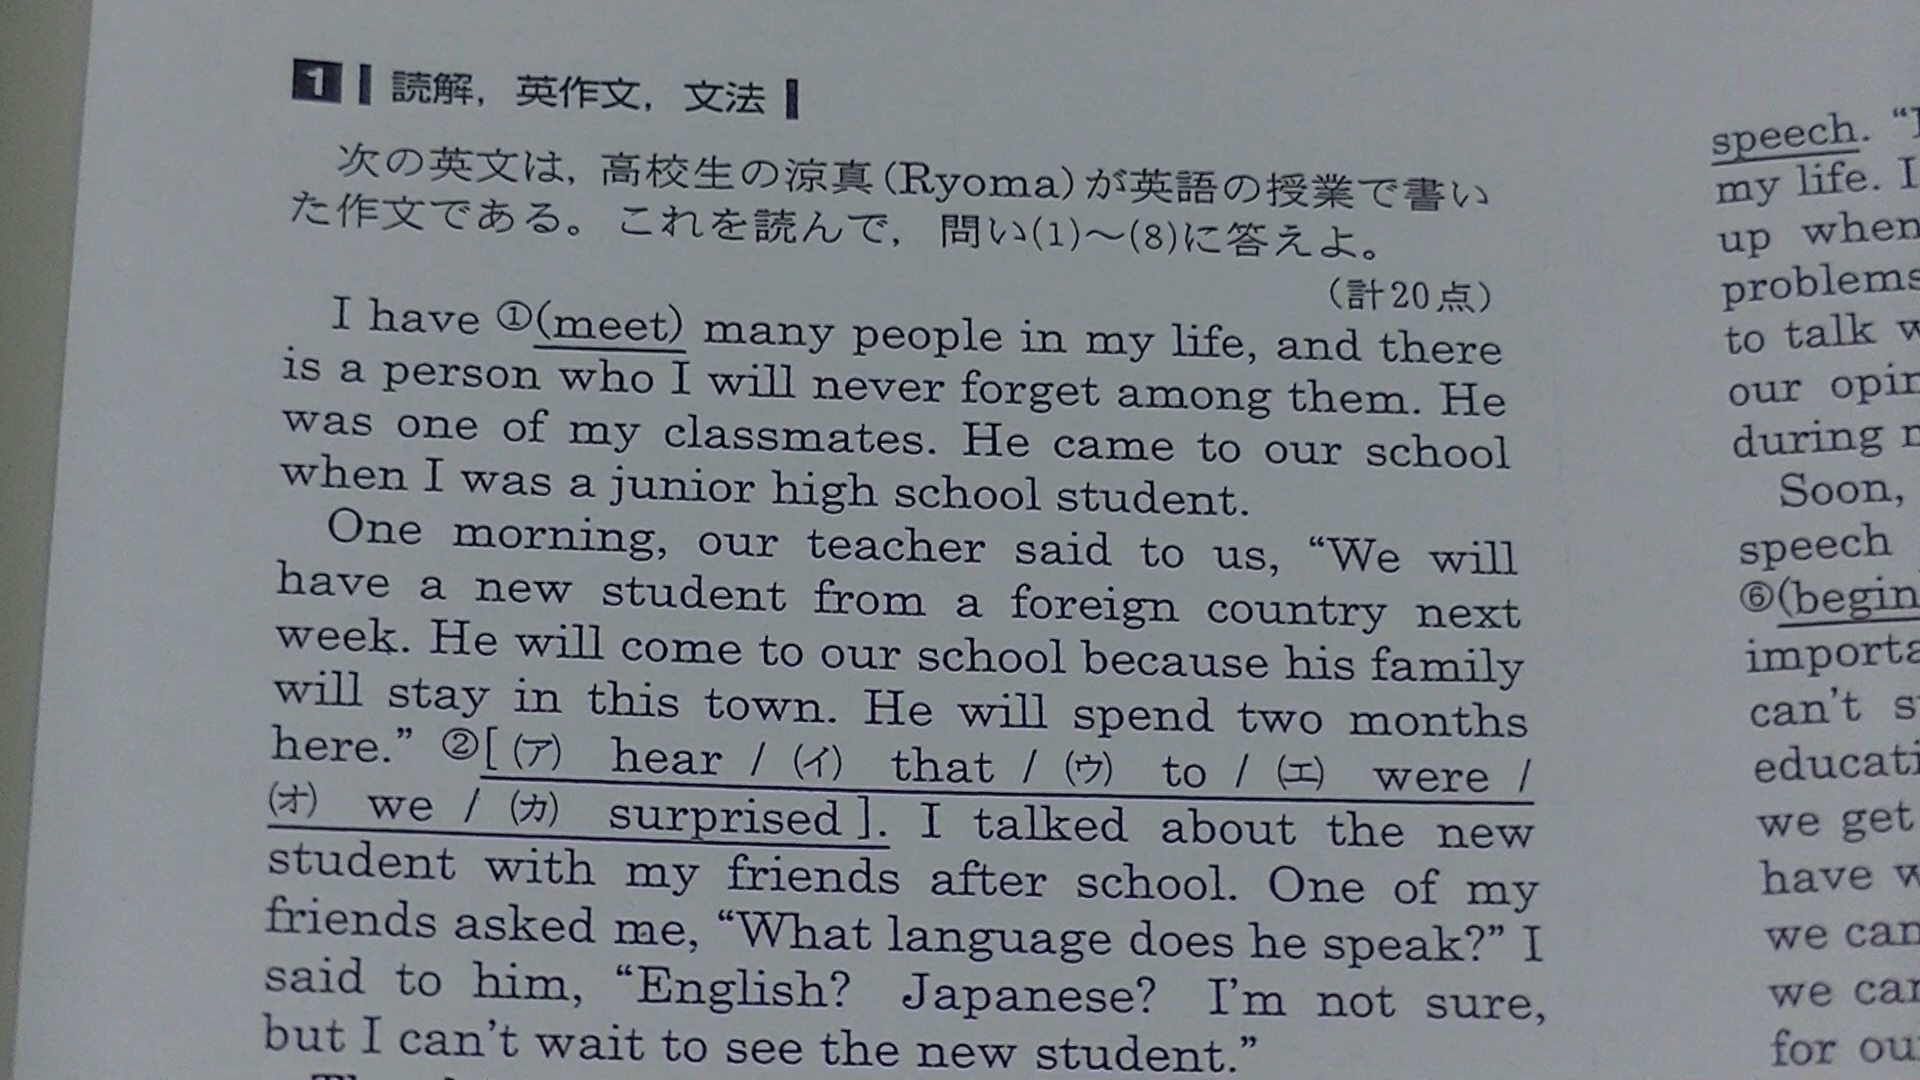 1 読解，英作文，文法
次の英文は，高校生の涼真(Ryoma)が英語の授業で書い
た作文である。これを読んで，問い(1)～(8)に答えよ。
（計20点）
I have ①(meet) many people in my life, and there
is a person who I will never forget among them. He
was one of my classmates. He came to our school
when I was a junior high school student.
One morning, our teacher said to us, “We will
have a new student from a foreign country next
week. He will come to our school because his family
will stay in this town. He will spend two months
here.” ②[ (ア) hear / (イ) that / (ウ) to / (エ) were /
(オ) we / (カ) surprised ]. I talked about the new
student with my friends after school. One of my
friends asked me, “What language does he speak?” I
said to him, “English? Japanese? I'm not sure,
but I can't wait to see the new student.”
speech. “
my life. I
up when
problems
to talk
our
during
Soon,
speech
⑥(begin
can't
we get
have
we can
we
for